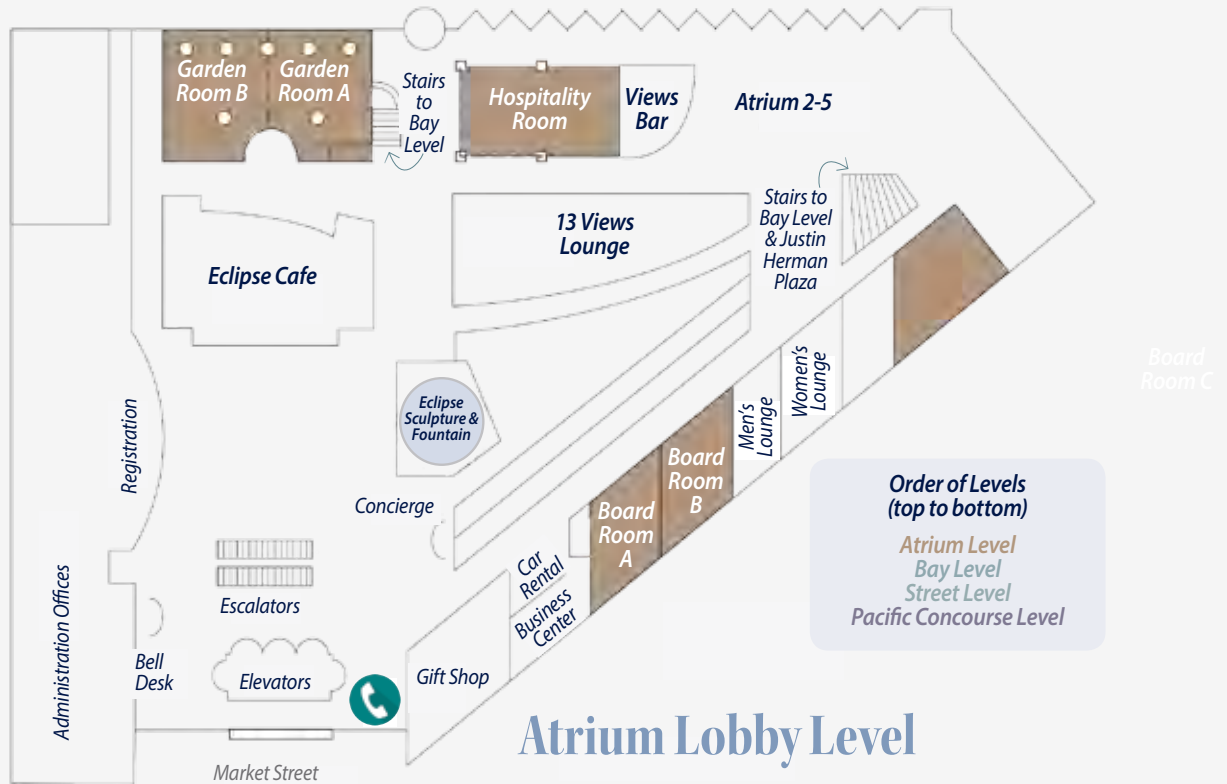 Garden
Room B
Garden
Room A
Stairs
to
Bay
Level
Hospitality
Room
Views
Bar
Atrium 2-5
Stairs to
Bay Level
& Justin
Herman
Plaza
13 Views
Lounge
Eclipse Cafe
Board
Room C
Women's
Lounge
Men's
Lounge
Eclipse
Sculpture &
Fountain
Registration
Board
Room
B
Board
Room
A
Concierge
Car
Rental
Business
Center
Escalators
Administration Offices
Bell
Desk
Elevators
Gift Shop
Order of Levels
(top to bottom)
Atrium Level
Bay Level
Street Level
Pacific Concourse Level
Atrium Lobby Level
Market Street